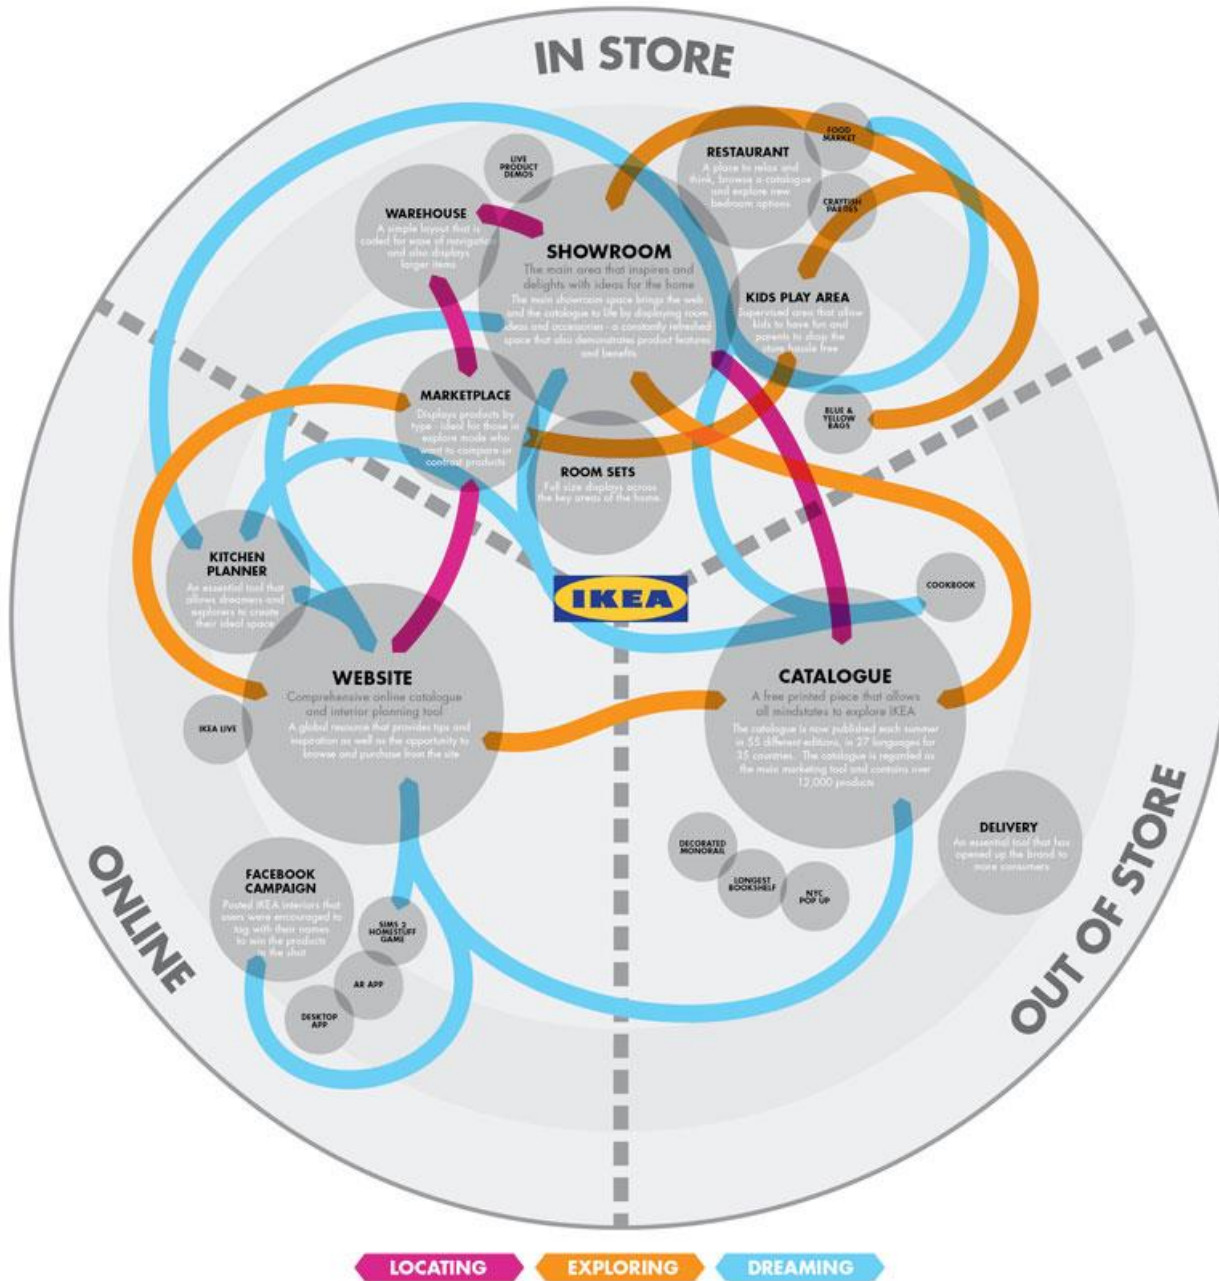 IN STORE
LIVE
PRODUCT
DEMOS
RESTAURANT
A place to relax and
think, browse a catalogue
and explore new
bedroom options
FOOD
MARKET
CRAYFISH
PARTIES
WAREHOUSE
A simple layout that is
coded for ease of navigation
and also displays
larger items
SHOWROOM
The main area that inspires and
delights with ideas for the home
The main showroom space brings the web
and the catalogue to life by displaying room
ideas and accessories - a constantly refreshed
space that also demonstrates product features
and benefits
KIDS PLAY AREA
Supervised area that allow
kids to have fun and
parents to shop the
store hassle free
MARKETPLACE
Displays products by
type - ideal for those in
explore mode who
want to compare or
contrast products
BLUE &
YELLOW
BAGS
ROOM SETS
Full size displays across
the key areas of the home
KITCHEN
PLANNER
An essential tool that
allows dreamers and
explorers to create
their ideal space
IKEA
COOKBOOK
WEBSITE
Comprehensive online catalogue
and interior planning tool
A global resource that provides tips and
inspiration as well as the opportunity to
browse and purchase from the site
IKEA LIVE
CATALOGUE
A free printed piece that allows
all mindstates to explore IKEA
The catalogue is now published each summer
in 55 different editions, in 27 languages for
35 countries. The catalogue is regarded as
the main marketing tool and contains over
12,000 products
ONLINE
FACEBOOK
CAMPAIGN
Posted IKEA interiors that
users were encouraged to
tag with their names
to win the products
in the shot
SIMS 2
HOMESTUFF
GAME
AR APP
DESKTOP
APP
DECORATED
MONORAIL
LONGEST
BOOKSHELF
NYC
POP UP
DELIVERY
An essential tool that has
opened up the brand to
more consumers
OUT OF STORE
LOCATING
EXPLORING
DREAMING